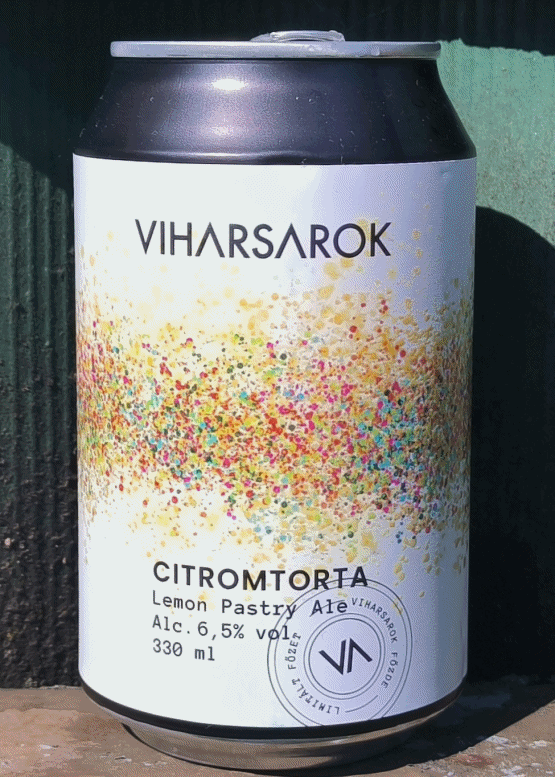 VIHARSAROK
CITROMTORTA
Lemon Pastry Ale
Alc. 6,5% vol.
330 ml
VIHARSAROK FŐZDE
LIMITÁLT FŐZET
VA